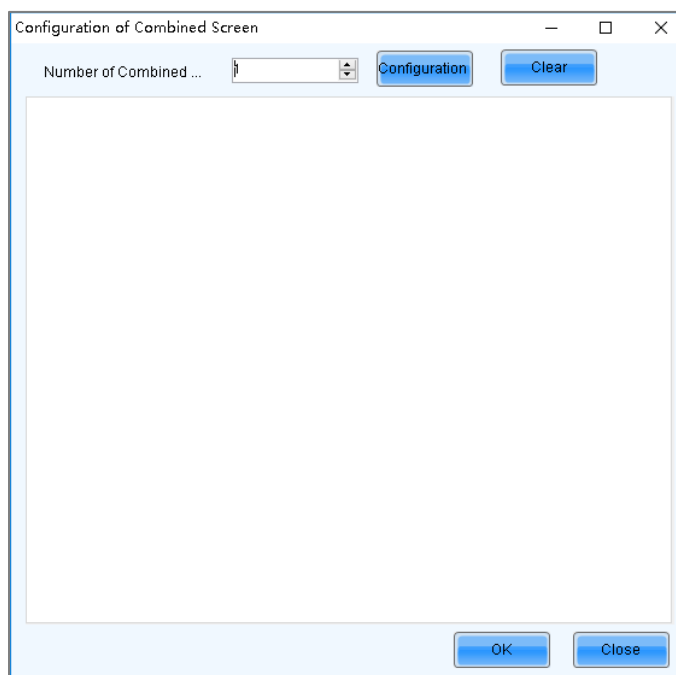 Configuration of Combined Screen
Number of Combined ... 1 Configuration Clear
OK Close